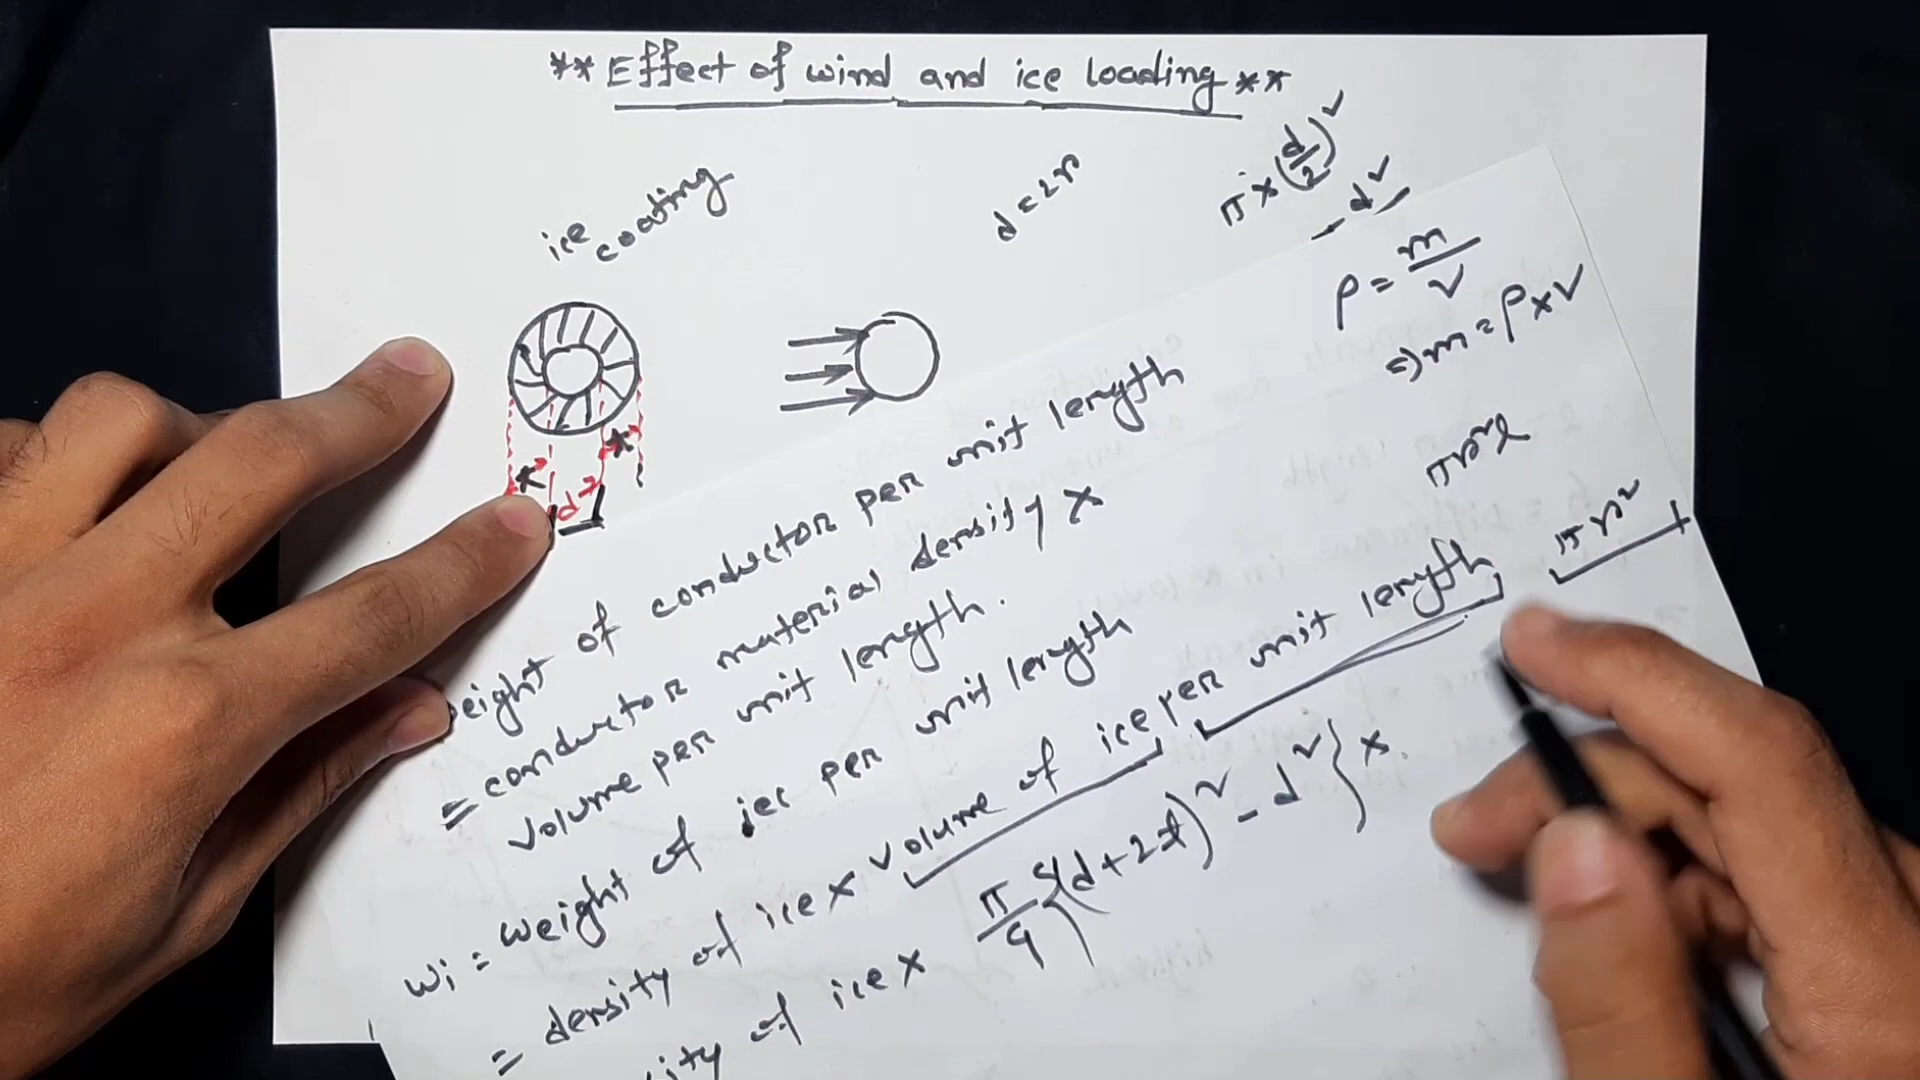 **Effect of wind and ice loading**
ice coating
d = 2r
π × (d/2)²
d²
ρ = m/v
⇒ m = ρ × v
t
t
d
πr²l
πr²
eight of conductor per unit length
= conductor material density ×
volume per unit length.
wi = weight of iec per unit length
= density of ice × volume of ice per unit length
ity of ice × π/4 {(d+2t)² - d²} ×